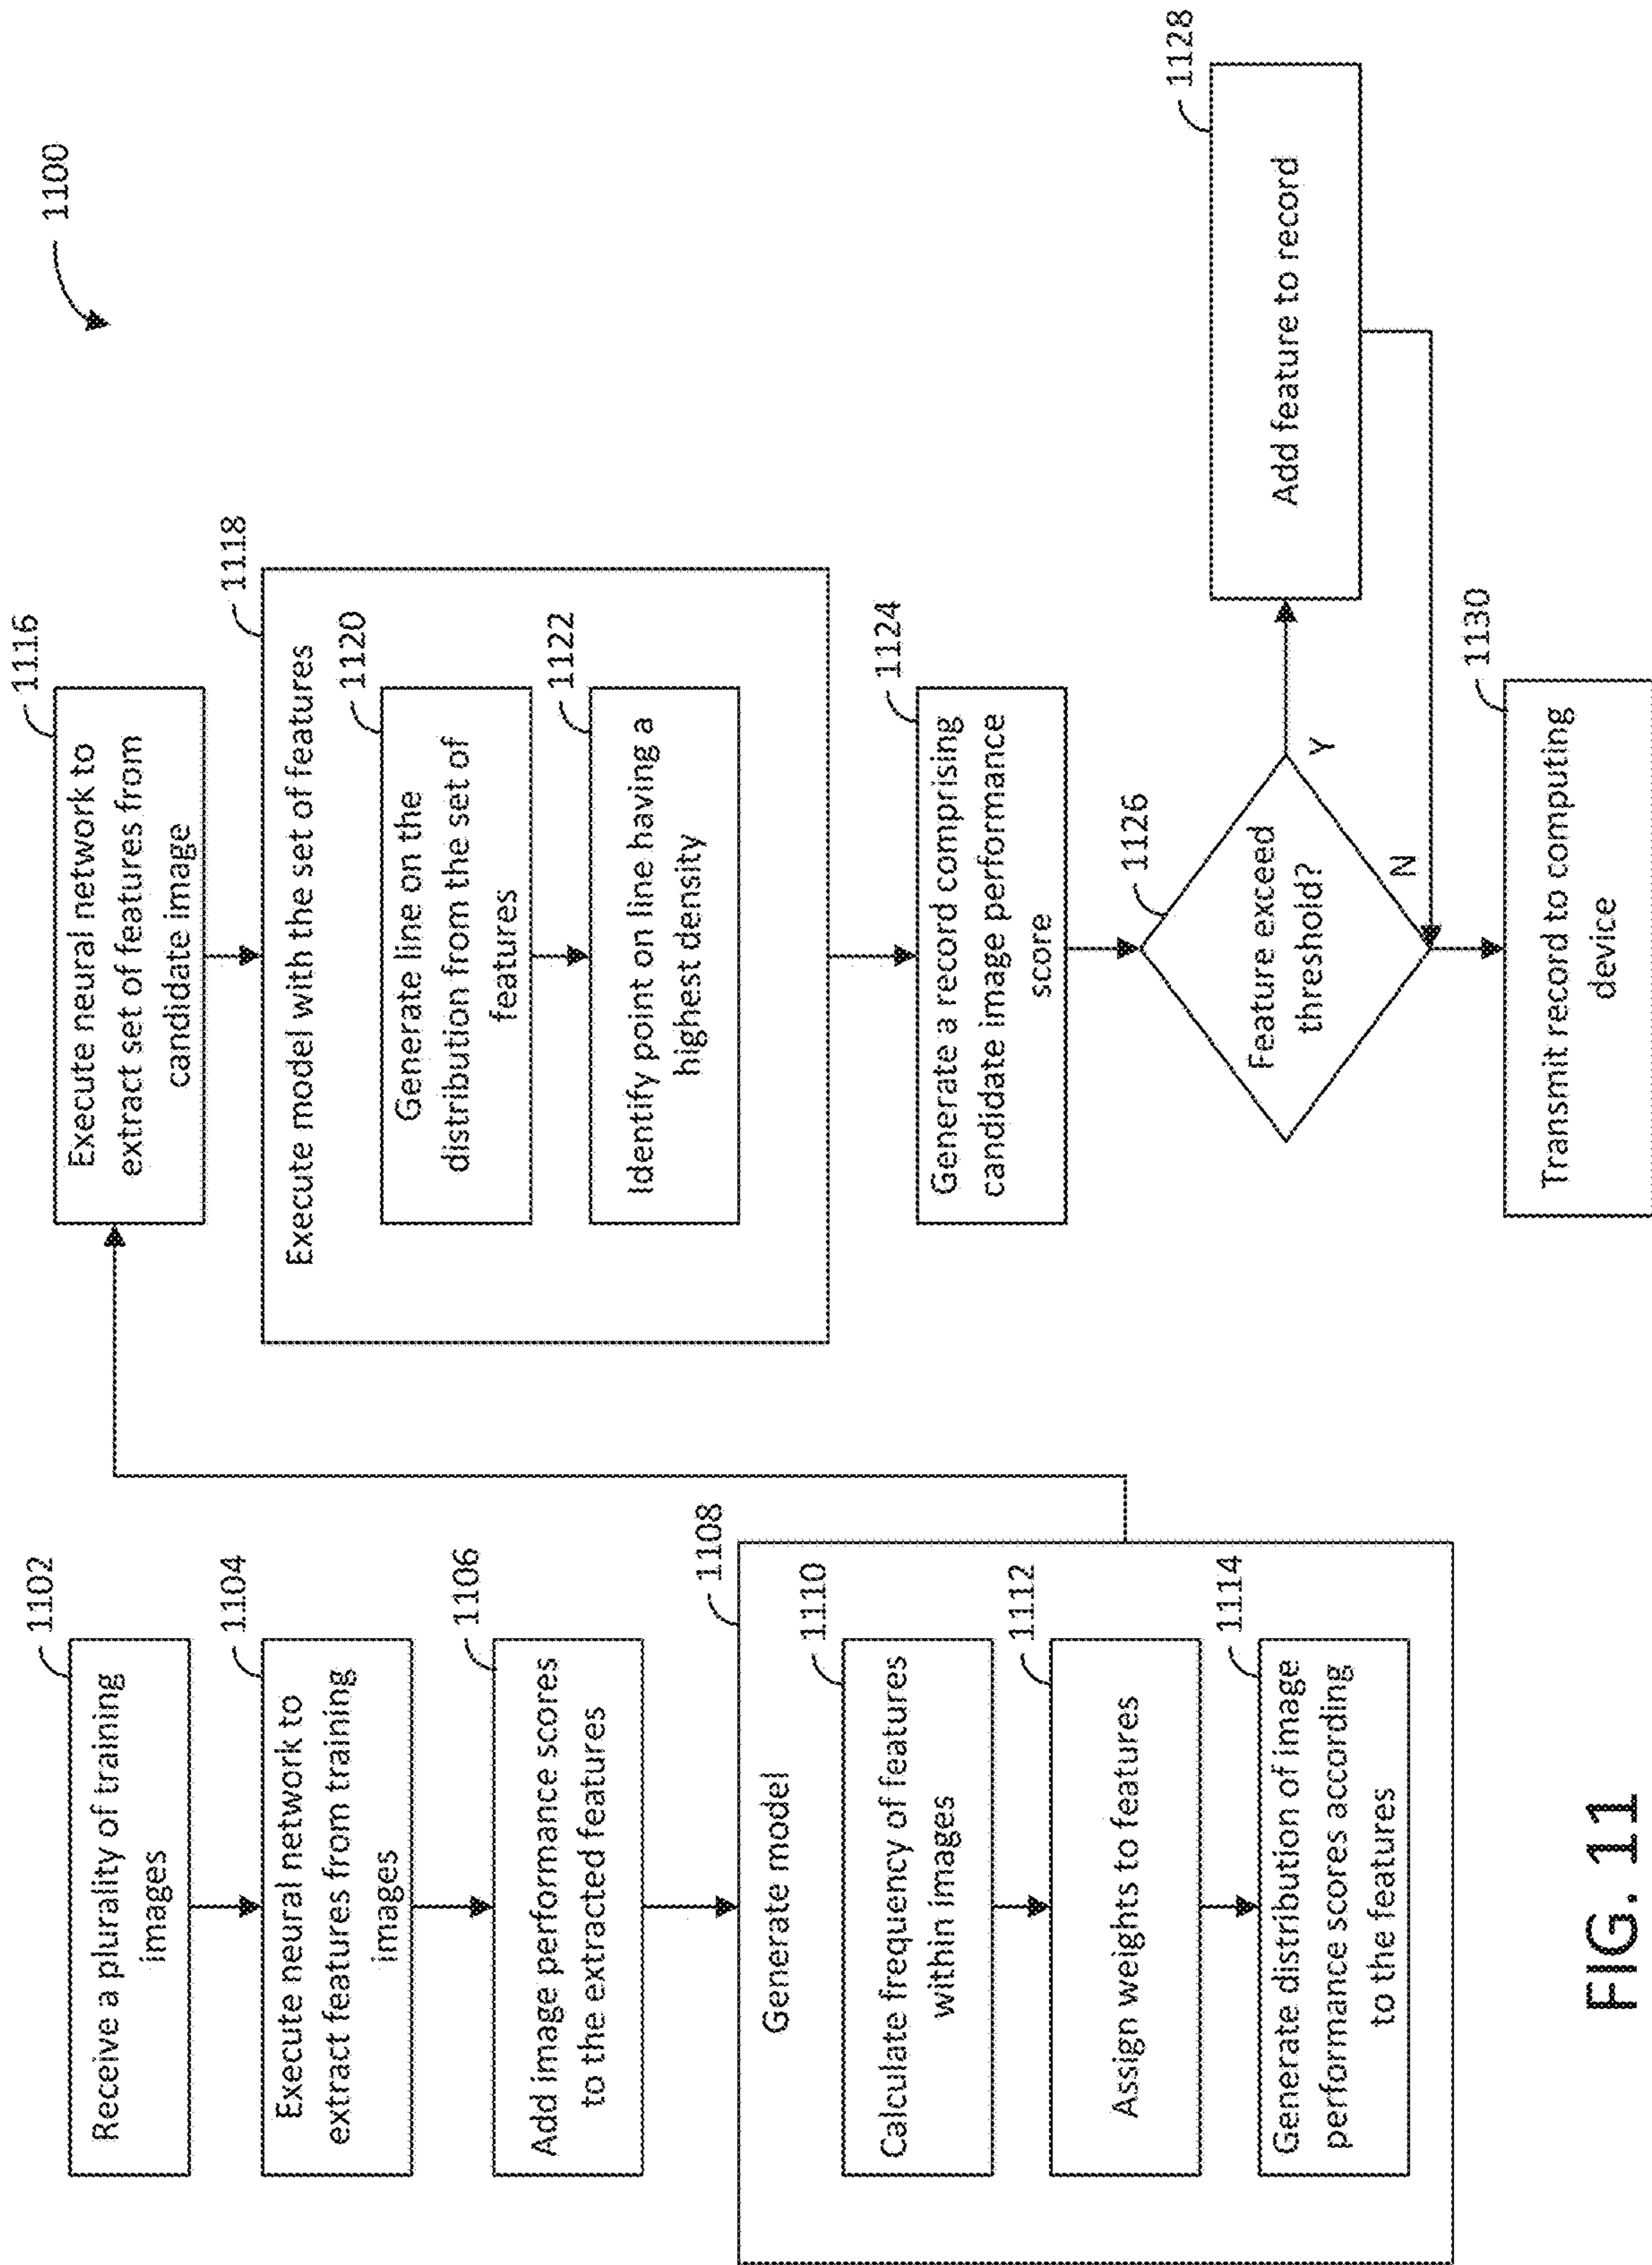 1100
1102
Receive a plurality of training
images
1104
Execute neural network to
extract features from training
images
1106
Add image performance scores
to the extracted features
1108
Generate model
1110
Calculate frequency of features
within images
1112
Assign weights to features
1114
Generate distribution of image
performance scores according
to the features
1116
Execute neural network to
extract set of features from
candidate image
1118
Execute model with the set of features
1120
Generate line on the
distribution from the set of
features
1122
Identify point on line having a
highest density
1124
Generate a record comprising
candidate image performance
score
1126
Feature exceed
threshold?
Y
N
1128
Add feature to record
1130
Transmit record to computing
device
FIG. 11